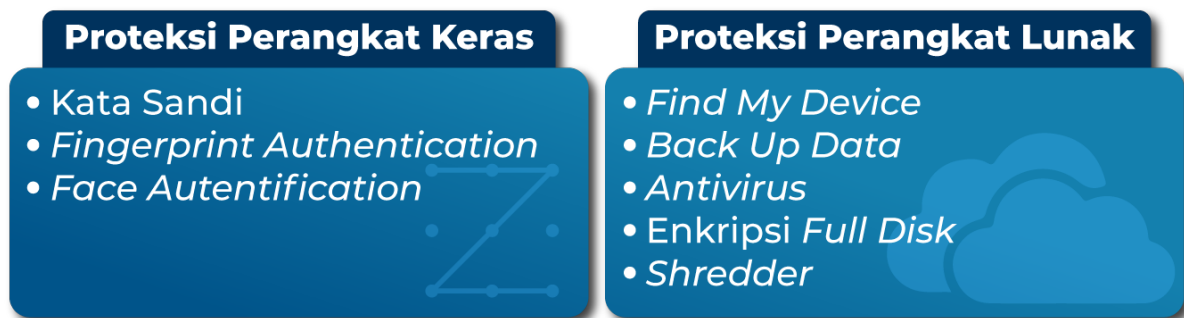 Proteksi Perangkat Keras
• Kata Sandi
• Fingerprint Authentication
• Face Autentification
Proteksi Perangkat Lunak
• Find My Device
• Back Up Data
• Antivirus
• Enkripsi Full Disk
• Shredder